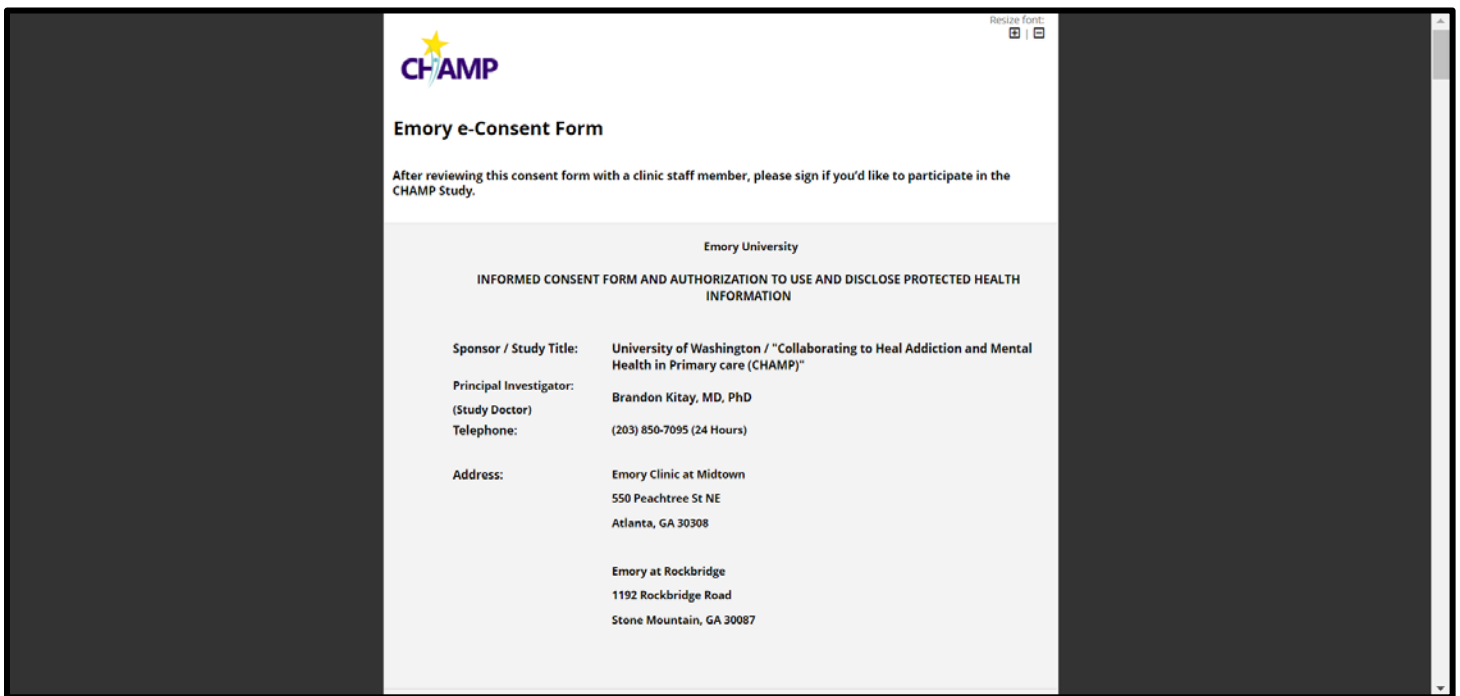 Resize font:
|
CHAMP
Emory e-Consent Form
After reviewing this consent form with a clinic staff member, please sign if you'd like to participate in the
CHAMP Study.
Emory University
INFORMED CONSENT FORM AND AUTHORIZATION TO USE AND DISCLOSE PROTECTED HEALTH
INFORMATION
Sponsor / Study Title: University of Washington / "Collaborating to Heal Addiction and Mental
Health in Primary care (CHAMP)"
Principal Investigator:
(Study Doctor) Brandon Kitay, MD, PhD
Telephone: (203) 850-7095 (24 Hours)
Address: Emory Clinic at Midtown
550 Peachtree St NE
Atlanta, GA 30308
Emory at Rockbridge
1192 Rockbridge Road
Stone Mountain, GA 30087